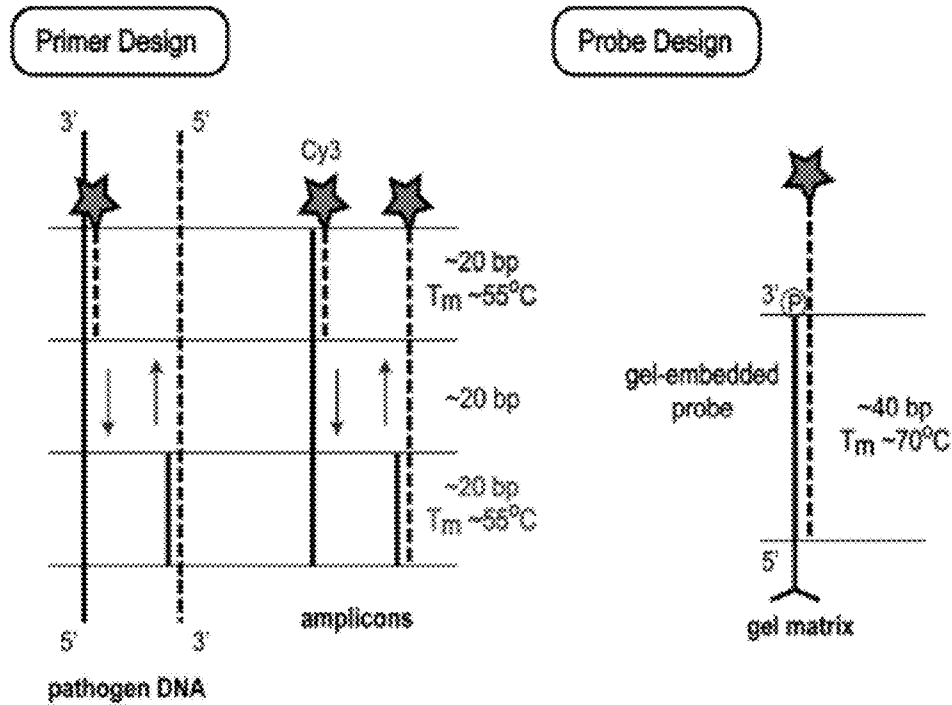 Primer Design
Probe Design
3'
5'
Cy3
~20 bp
Tm ~55°C
~20 bp
~20 bp
Tm ~55°C
5'
3'
amplicons
pathogen DNA
3'
P
gel-embedded
probe
~40 bp
Tm ~70°C
5'
gel matrix